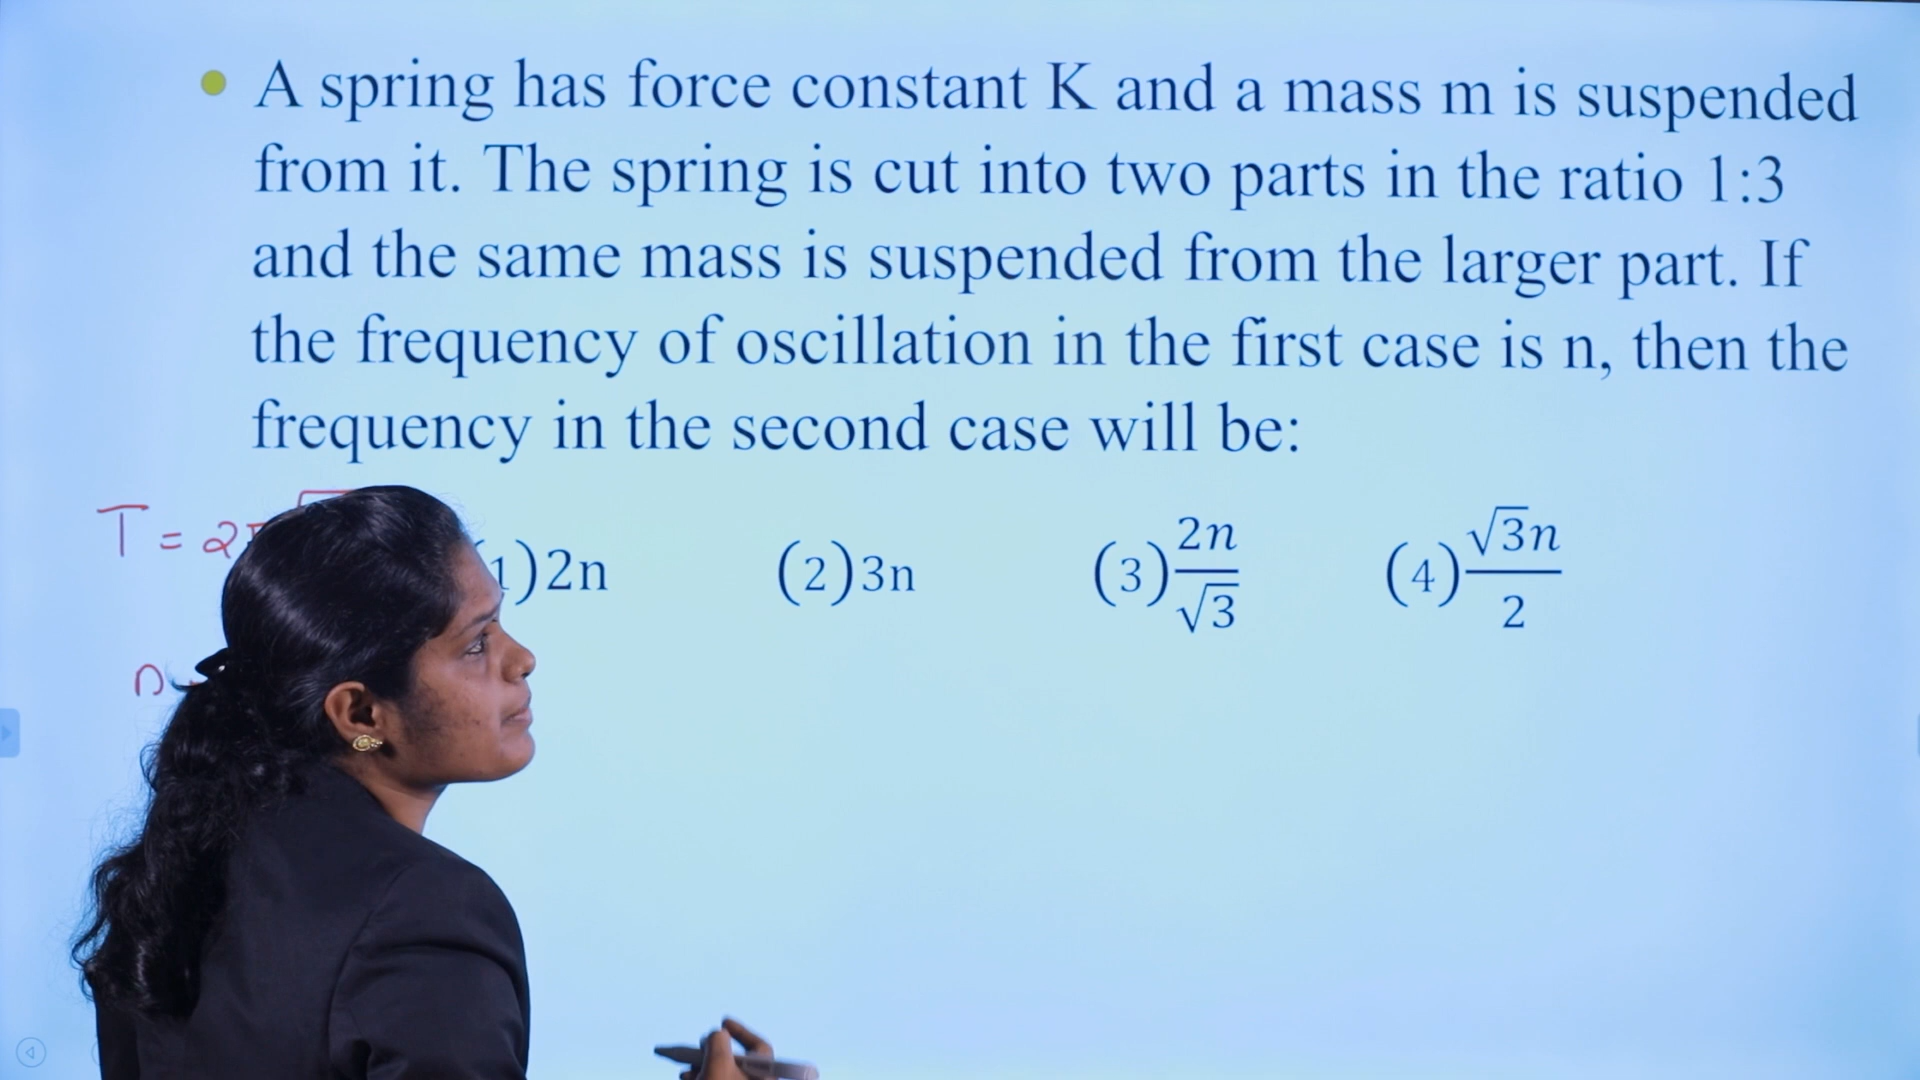 • A spring has force constant K and a mass m is suspended
from it. The spring is cut into two parts in the ratio 1:3
and the same mass is suspended from the larger part. If
the frequency of oscillation in the first case is n, then the
frequency in the second case will be:
T = 2
1)2n (2)3n (3) 2n/√3 (4) √3n/2
n